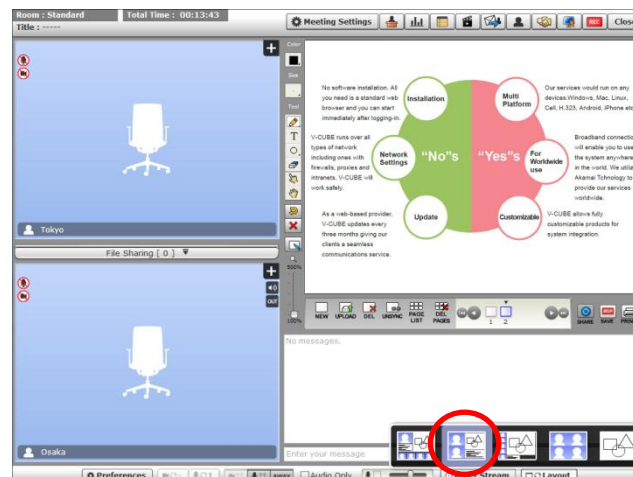 Room : Standard
Total Time : 00:13:43
Title : -----
Meeting Settings
REC
Clos
Color
Size
Tool
T
500%
100%
Tokyo
File Sharing [ 0 ]
OUT
Osaka
No software installation. All
you need is a standard web
browser and you can start
immediately after logging-in.
Installation
V-CUBE runs over all
types of network
including ones with
firewalls, proxies and
intranets. V-CUBE will
work safely.
Network
Settings
As a web-based provider,
V-CUBE updates every
three months giving our
clients a seamless
communications service.
Update
"No"s
"Yes"s
Multi
Platform
Our services would run on any
devices.Windows, Mac, Linux,
Cell, H.323, Android, iPhone etc
For
Worldwide
use
Broadband connectio
will enable you to use
the system anywhere
in the world. We utiliz
Akamai Tchnology to
provide our services
worldwide.
Customizable
V-CUBE allows fully
customizable products for
system integration.
NEW
UPLOAD
DEL
UNSYNC
PAGE
LIST
DEL
PAGES
1
2
SHARE
SAVE
PRIN
No messages.
Enter your message
Preferences
AWAY
Audio Only
Stream
Layout